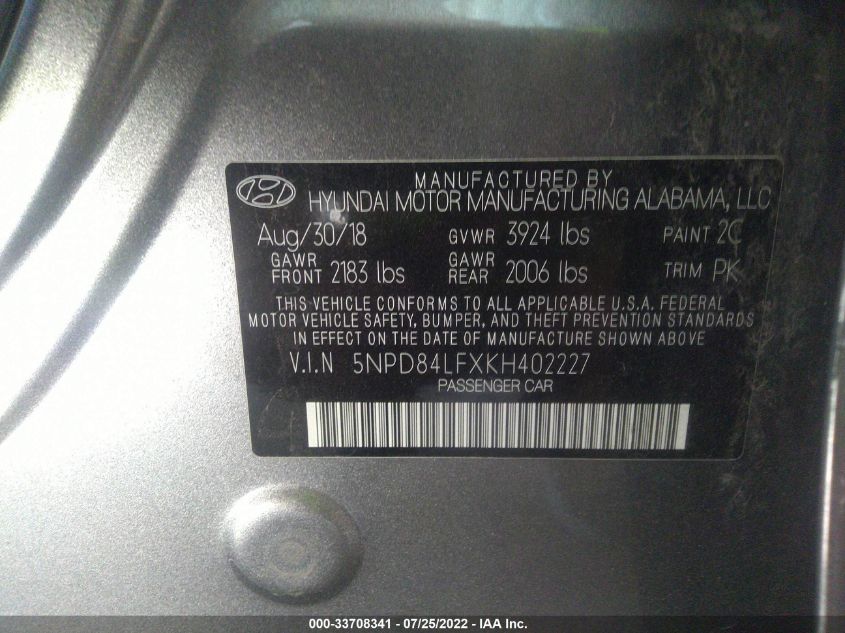 MANUFACTURED BY
HYUNDAI MOTOR MANUFACTURING ALABAMA, LLC
Aug/30/18 GVWR 3924 lbs PAINT 2C
GAWR FRONT 2183 lbs GAWR REAR 2006 lbs TRIM PK
THIS VEHICLE CONFORMS TO ALL APPLICABLE U.S.A. FEDERAL
MOTOR VEHICLE SAFETY, BUMPER, AND THEFT PREVENTION STANDARDS
IN EFFECT ON THE DATE OF MANUFACTURE SHOWN ABOVE
V.I.N 5NPD84LFXKH402227
PASSENGER CAR
000-33708341 - 07/25/2022 - IAA Inc.